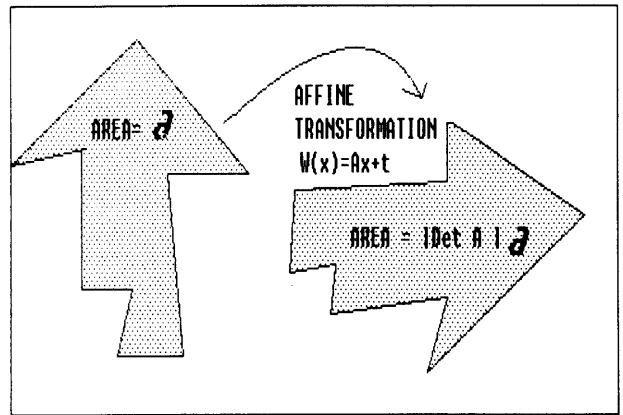 AREA= a
AFFINE
TRANSFORMATION
W(x)=Ax+t
AREA = |Det A | a